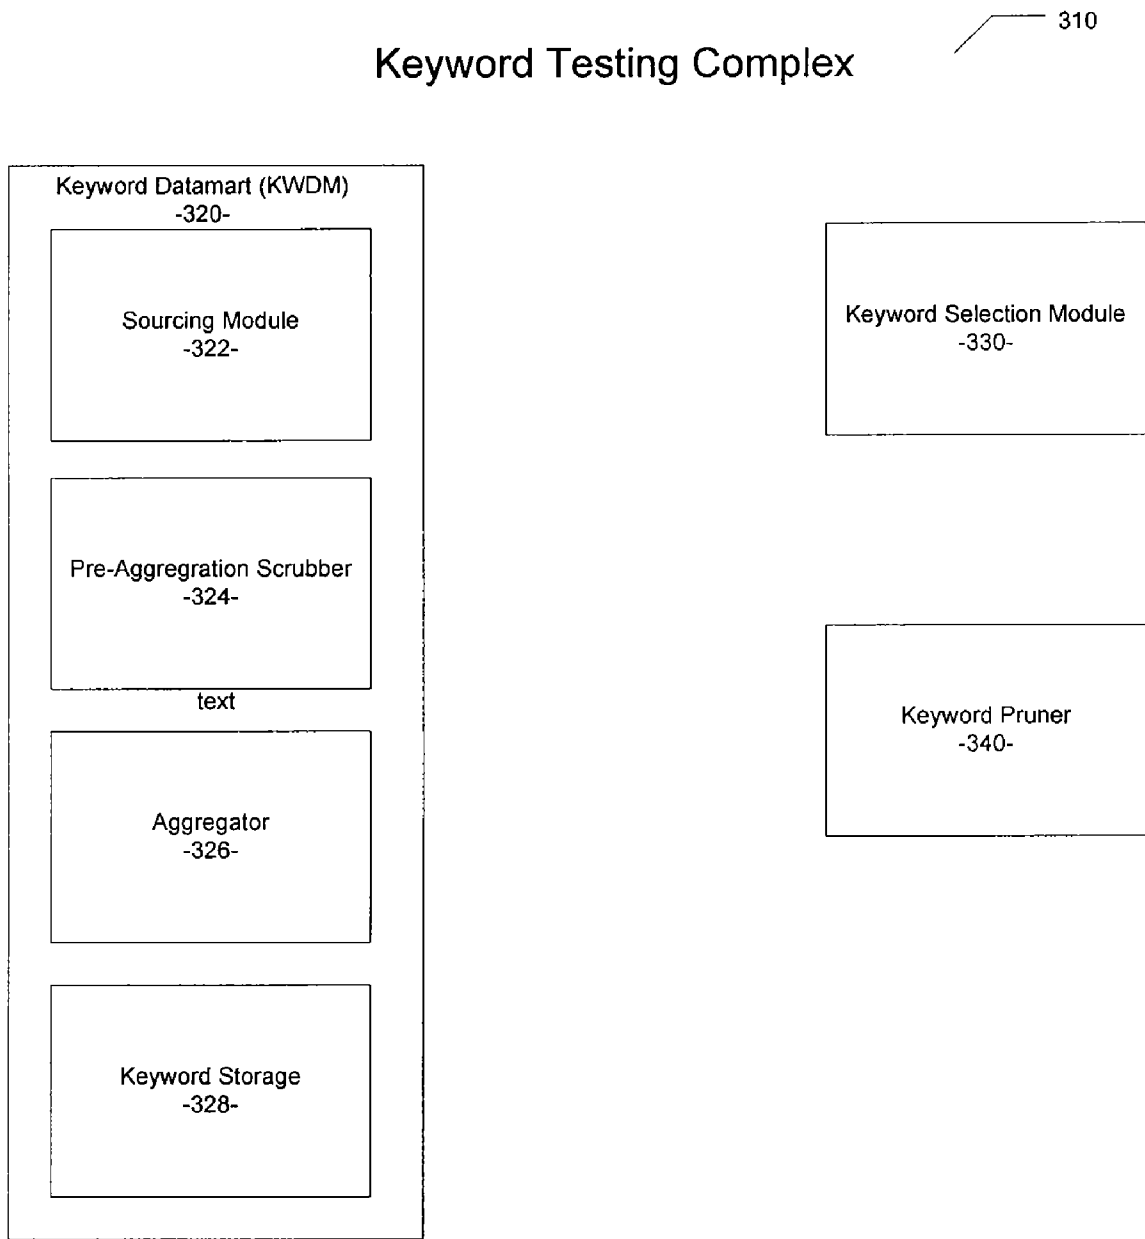 310
Keyword Testing Complex
Keyword Datamart (KWDM)
-320-
Sourcing Module
-322-
Pre-Aggregration Scrubber
-324-
text
Aggregator
-326-
Keyword Storage
-328-
Keyword Selection Module
-330-
Keyword Pruner
-340-